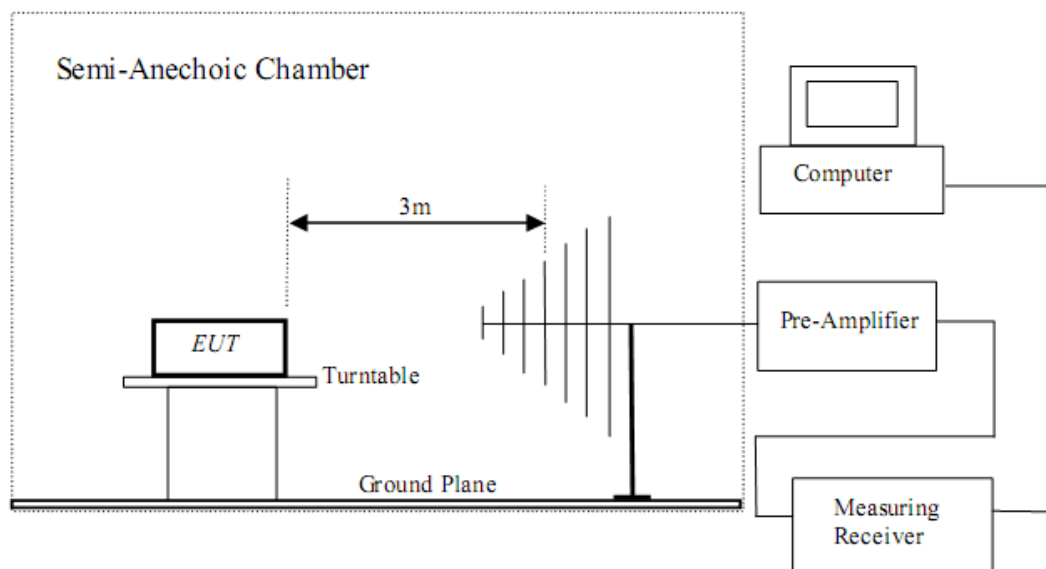 Semi-Anechoic Chamber
Computer
3m
Pre-Amplifier
EUT
Turntable
Ground Plane
Measuring
Receiver